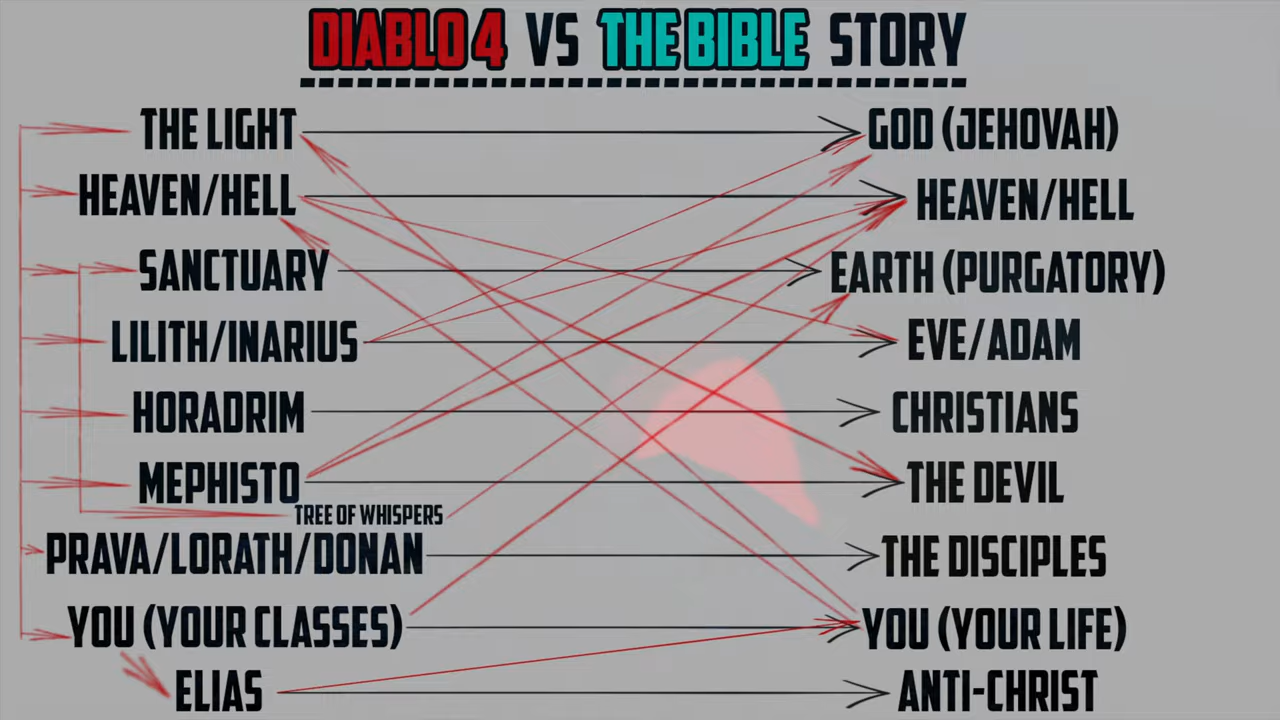 DIABLO 4 VS THE BIBLE STORY
THE LIGHT
GOD (JEHOVAH)
HEAVEN/HELL
HEAVEN/HELL
SANCTUARY
EARTH (PURGATORY)
LILITH/INARIUS
EVE/ADAM
HORADRIM
CHRISTIANS
MEPHISTO
THE DEVIL
TREE OF WHISPERS
PRAVA/LORATH/DONAN
THE DISCIPLES
YOU (YOUR CLASSES)
YOU (YOUR LIFE)
ELIAS
ANTI-CHRIST